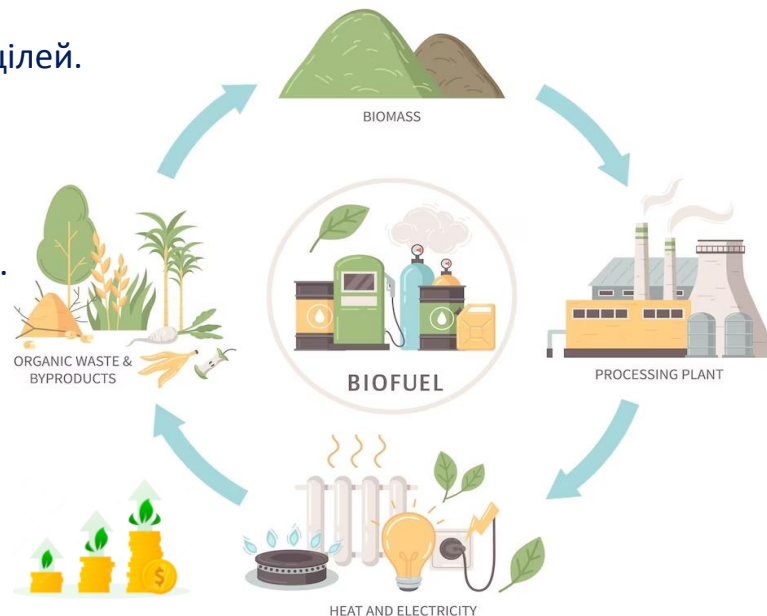 цілей.
BIOMASS
.
ORGANIC WASTE &
BYPRODUCTS
BIOFUEL
PROCESSING PLANT
$
HEAT AND ELECTRICITY